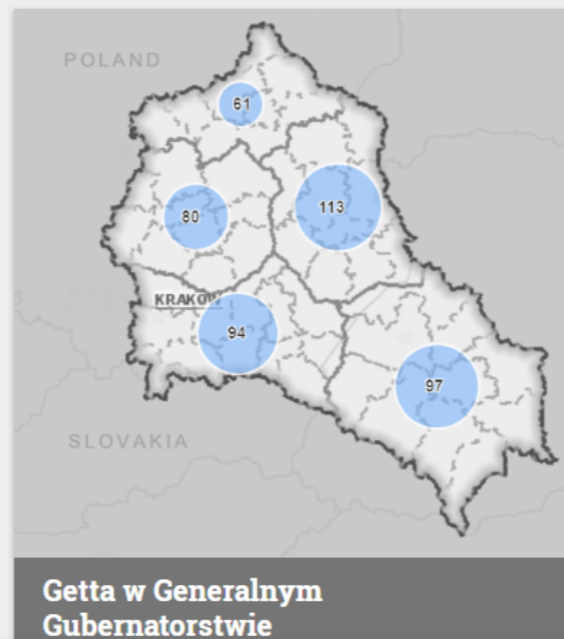 POLAND
61
80
113
KRAKOW
94
97
SLOVAKIA
Getta w Generalnym
Gubernatorstwie